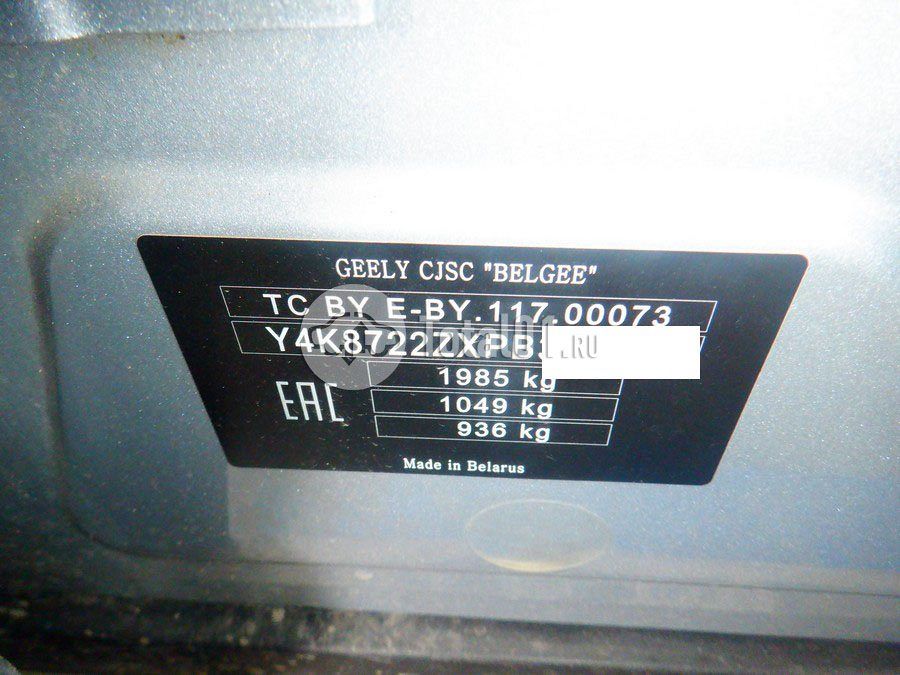 GEELY CJSC "BELGEE"
TC BY E-BY.117.00073
Y4K8722ZXPB
1985 kg
EAC
1049 kg
936 kg
Made in Belarus